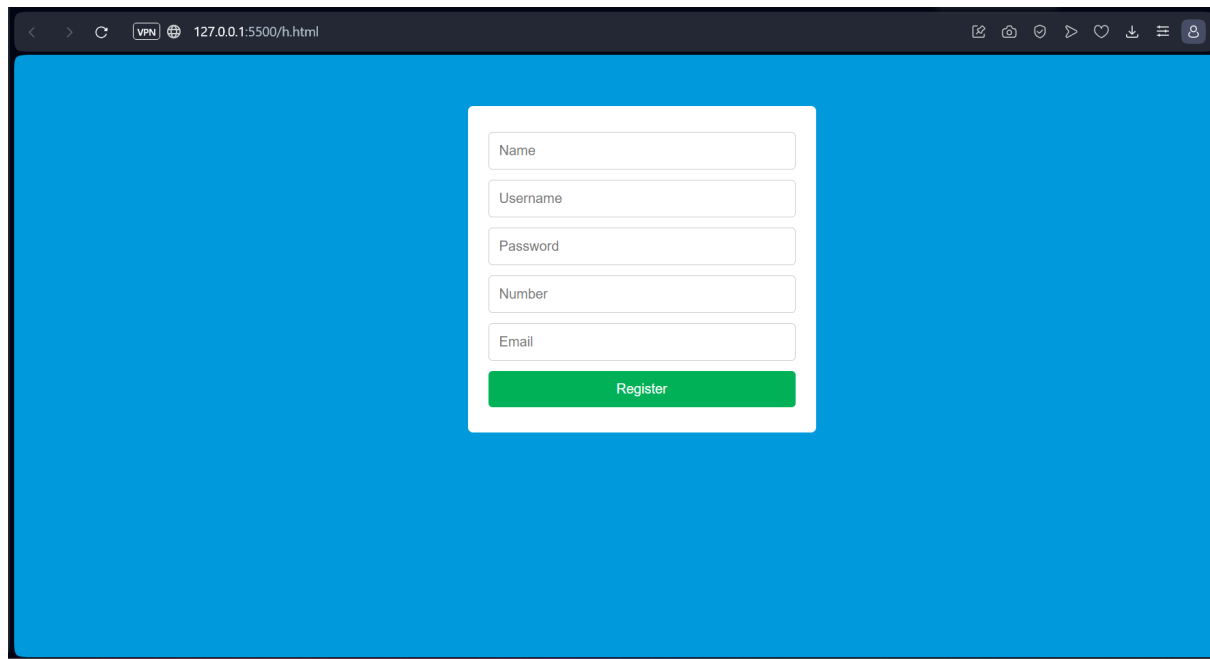 VPN 127.0.0.1:5500/h.html
Name
Username
Password
Number
Email
Register